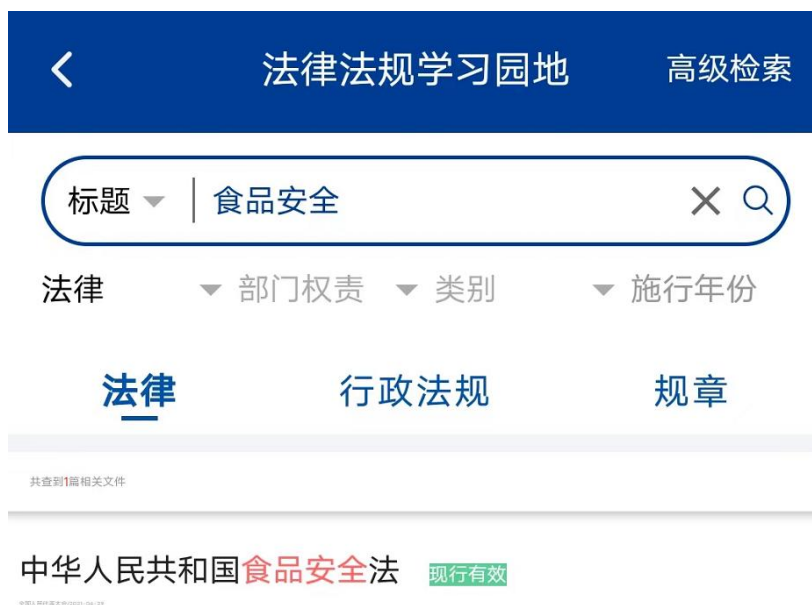 法律法规学习园地 高级检索
标题 食品安全
法律 部门权责 类别 施行年份
法律 行政法规 规章
共查到1篇相关文件
中华人民共和国食品安全法 现行有效